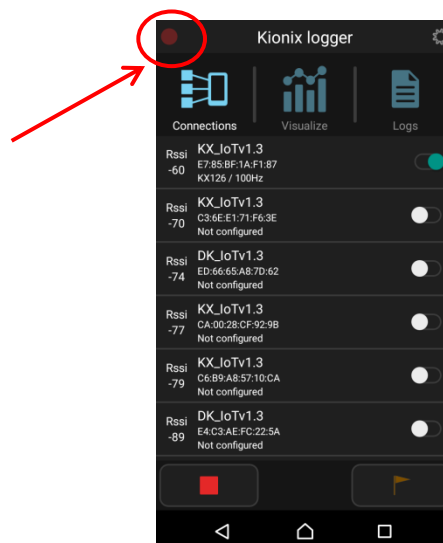 Kionix logger
Connections Visualize Logs
Rssi
-60
KX_IoTv1.3
E7:85:BF:1A:F1:87
KX126 / 100Hz
Rssi
-70
KX_IoTv1.3
C3:6E:E1:71:F6:3E
Not configured
Rssi
-74
DK_IoTv1.3
ED:66:65:A8:7D:62
Not configured
Rssi
-77
KX_IoTv1.3
CA:00:28:CF:92:9B
Not configured
Rssi
-79
KX_IoTv1.3
C6:B9:A8:57:10:CA
Not configured
Rssi
-89
DK_IoTv1.3
E4:C3:AE:FC:22:5A
Not configured